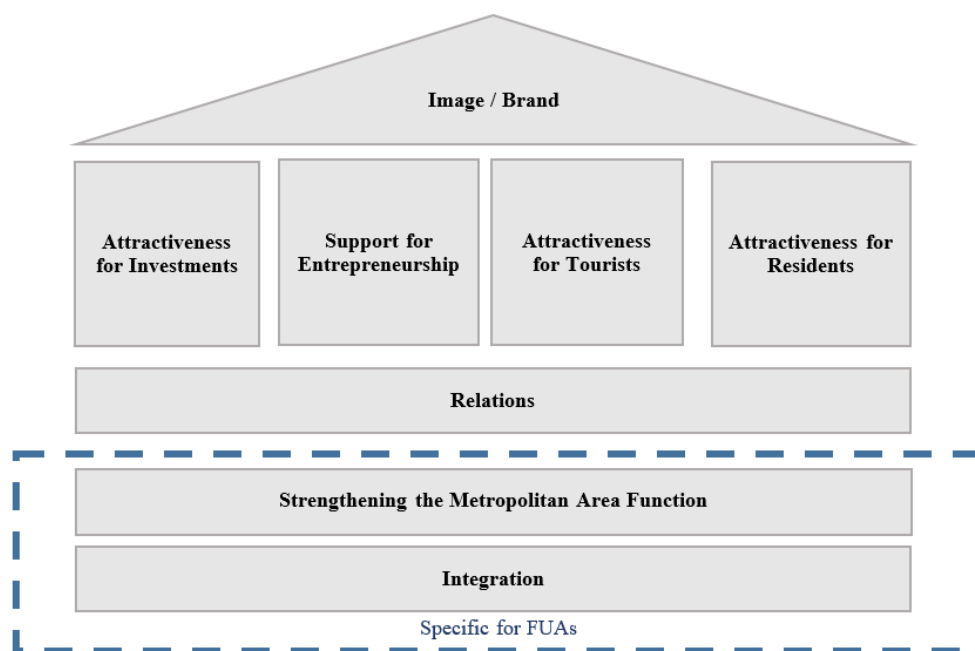 Image / Brand
Attractiveness
for Investments
Support for
Entrepreneurship
Attractiveness
for Tourists
Attractiveness for
Residents
Relations
Strengthening the Metropolitan Area Function
Integration
Specific for FUAs